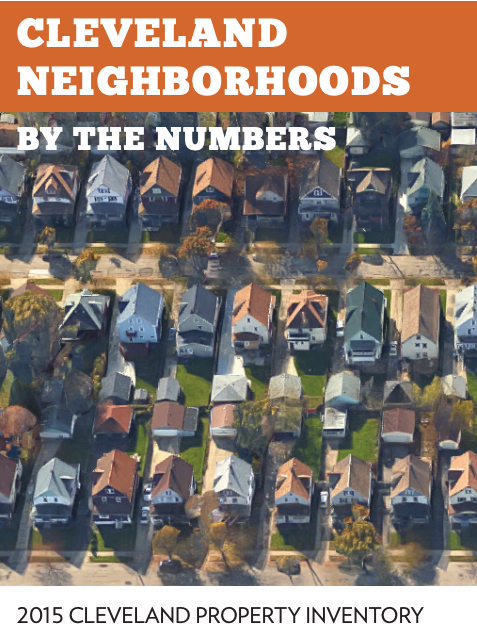 CLEVELAND
NEIGHBORHOODS
BY THE NUMBERS
2015 CLEVELAND PROPERTY INVENTORY